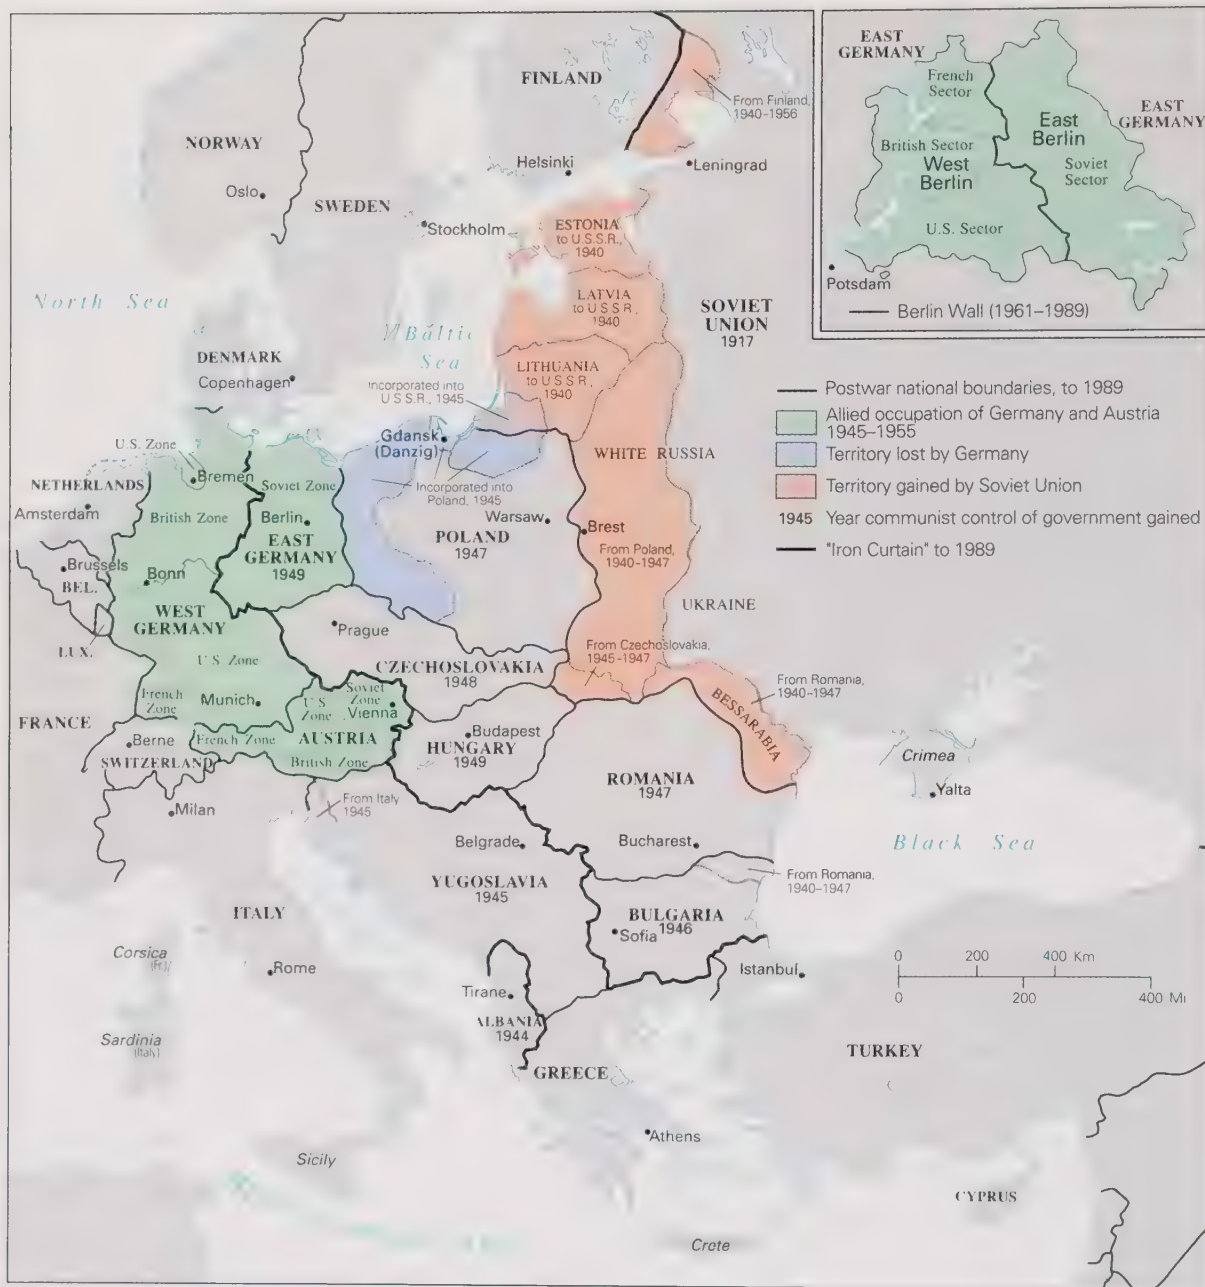 FINLAND
From Finland,
1940–1956
NORWAY
Helsinki
Leningrad
Oslo
SWEDEN
Stockholm
ESTONIA
to U.S.S.R.,
1940
North Sea
LATVIA
to U.S.S.R.,
1940
SOVIET
UNION
1917
Baltic
Sea
DENMARK
Copenhagen
LITHUANIA
to U.S.S.R.,
1940
Incorporated into
U.S.S.R., 1945
Gdansk
(Danzig)
WHITE RUSSIA
U.S. Zone
Bremen
Soviet Zone
Incorporated into
Poland, 1945
NETHERLANDS
Amsterdam
British Zone
Berlin
EAST
GERMANY
1949
Warsaw
POLAND
1947
Brest
From Poland,
1940–1947
Brussels
BEL.
Bonn
WEST
GERMANY
UKRAINE
LUX.
Prague
From Czechoslovakia,
1945–1947
U.S. Zone
CZECHOSLOVAKIA
1948
From Romania,
1940–1947
BESSARABIA
French
Zone
Munich
U.S.
Zone
Soviet
Zone
Vienna
FRANCE
Berne
SWITZERLAND
French Zone
AUSTRIA
British Zone
Budapest
HUNGARY
1949
Crimea
ROMANIA
1947
Yalta
Milan
From Italy
1945
Belgrade
Bucharest
Black Sea
From Romania,
1940–1947
YUGOSLAVIA
1945
ITALY
BULGARIA
1946
Sofia
Corsica
(Fr.)
Rome
Istanbul
Tirane
ALBANIA
1944
Sardinia
(Italy)
GREECE
TURKEY
Athens
Sicily
CYPRUS
Crete
0 200 400 Km
0 200 400 Mi
EAST
GERMANY
French
Sector
East
Berlin
EAST
GERMANY
British Sector
West
Berlin
Soviet
Sector
U.S. Sector
Potsdam
Berlin Wall (1961–1989)
Postwar national boundaries, to 1989
Allied occupation of Germany and Austria
1945–1955
Territory lost by Germany
Territory gained by Soviet Union
1945 Year communist control of government gained
"Iron Curtain" to 1989